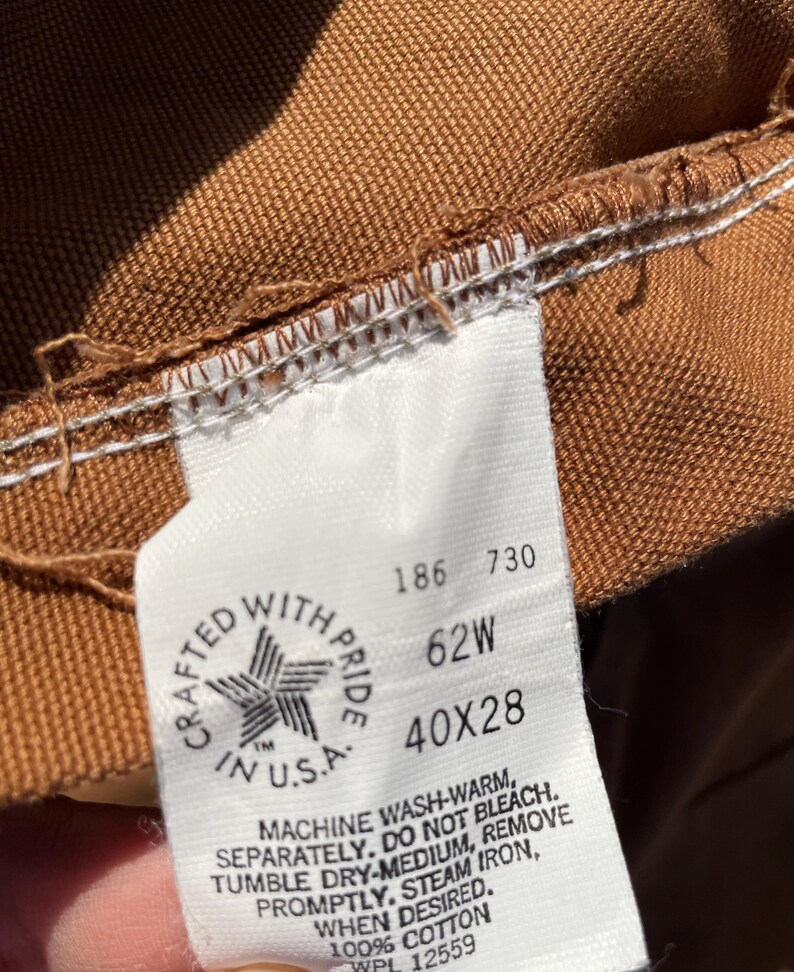 186 730
62W
40X28
CRAFTED WITH PRIDE
IN U.S.A.
TM
MACHINE WASH-WARM,
SEPARATELY. DO NOT BLEACH.
TUMBLE DRY-MEDIUM, REMOVE
PROMPTLY. STEAM IRON,
WHEN DESIRED.
100% COTTON
WPL 12559